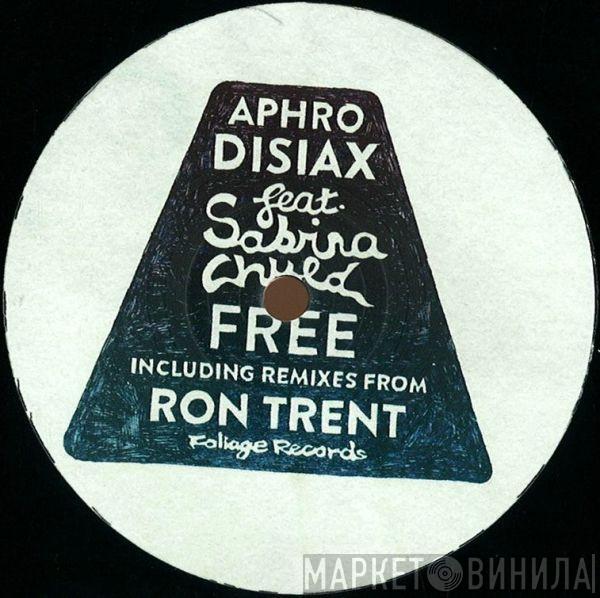 APHRO
DISIAX
feat.
Sabrina
Chyld
FREE
INCLUDING REMIXES FROM
RON TRENT
Foliage Records
МАРКЕТ ВИНИЛА